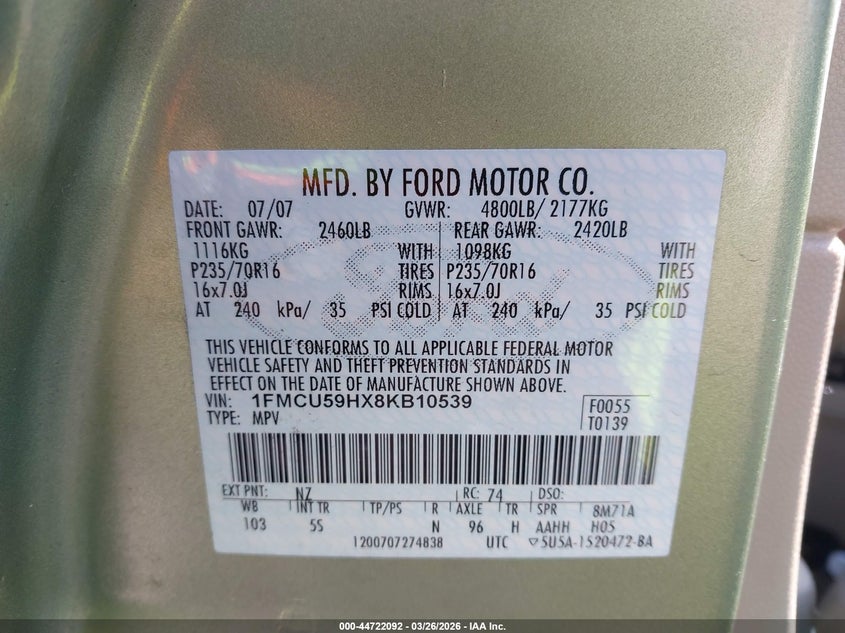 MFD. BY FORD MOTOR CO.
DATE: 07/07 GVWR: 4800LB/ 2177KG
FRONT GAWR: 2460LB REAR GAWR: 2420LB
1116KG WITH 1098KG WITH
P235/70R16 TIRES P235/70R16 TIRES
16x7.0J RIMS 16x7.0J RIMS
AT 240 kPa/ 35 PSI COLD AT 240 kPa/ 35 PSI COLD
THIS VEHICLE CONFORMS TO ALL APPLICABLE FEDERAL MOTOR
VEHICLE SAFETY AND THEFT PREVENTION STANDARDS IN
EFFECT ON THE DATE OF MANUFACTURE SHOWN ABOVE.
VIN: 1FMCU59HX8KB10539 F0055
TYPE: MPV T0139
EXT PNT: NZ RC: 74 DSO:
WB INT TR TP/PS R AXLE TR SPR 8M71A
103 5S N 96 H AAHH H05
1200707274838 UTC ▽5U5A-1520472-BA
000-44722092 - 03/26/2026 - IAA Inc.